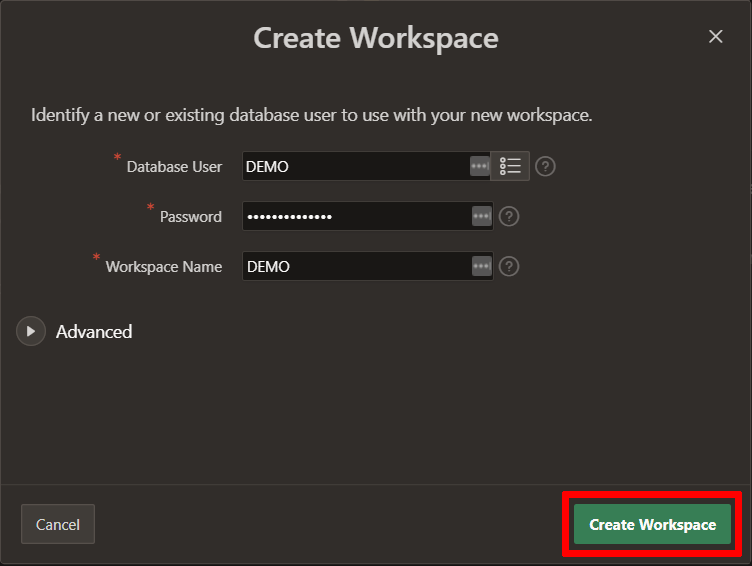 Create Workspace
Identify a new or existing database user to use with your new workspace.
* Database User DEMO ?
* Password •••••••••••••• ?
* Workspace Name DEMO ?
Advanced
Cancel Create Workspace